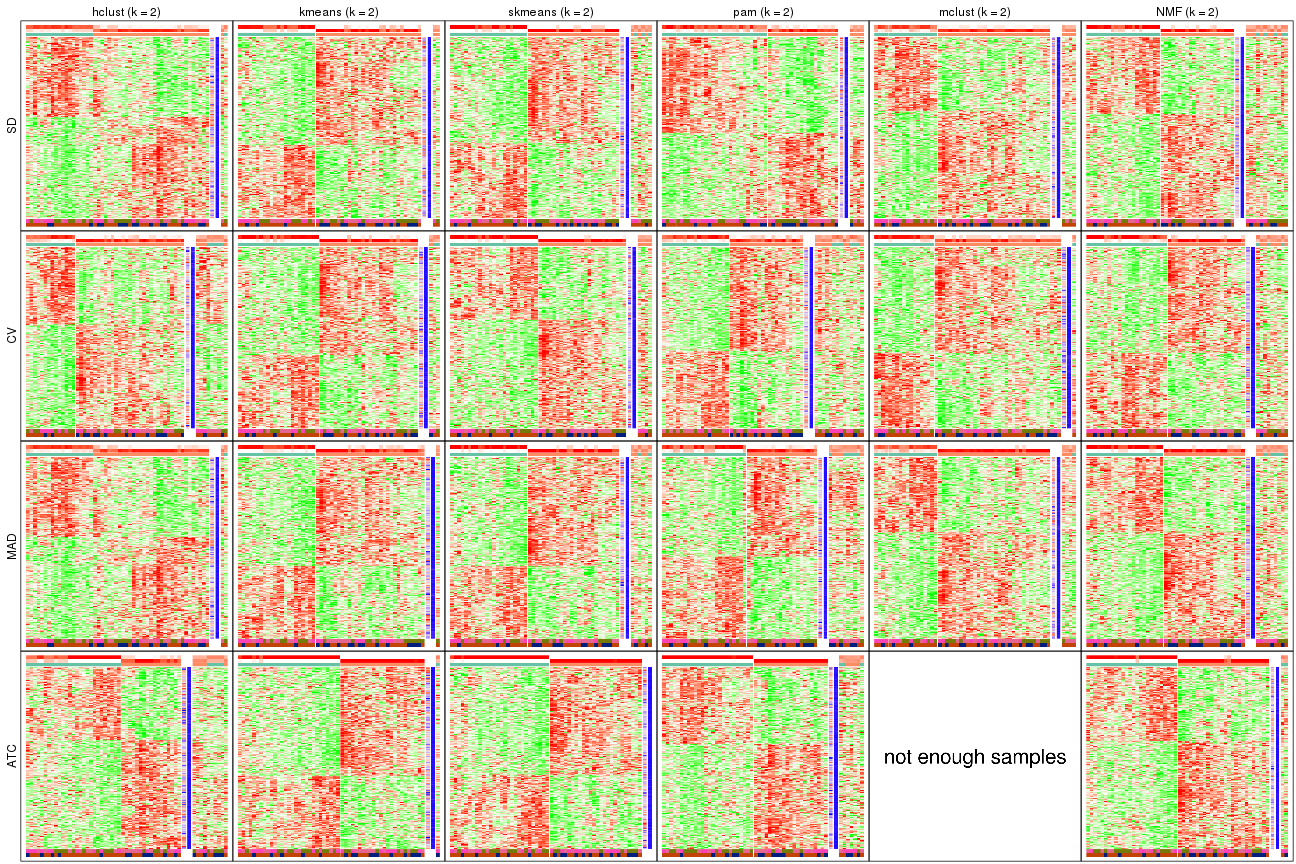 hclust (k = 2) kmeans (k = 2) skmeans (k = 2) pam (k = 2) mclust (k = 2) NMF (k = 2)
SD
CV
MAD
ATC
not enough samples